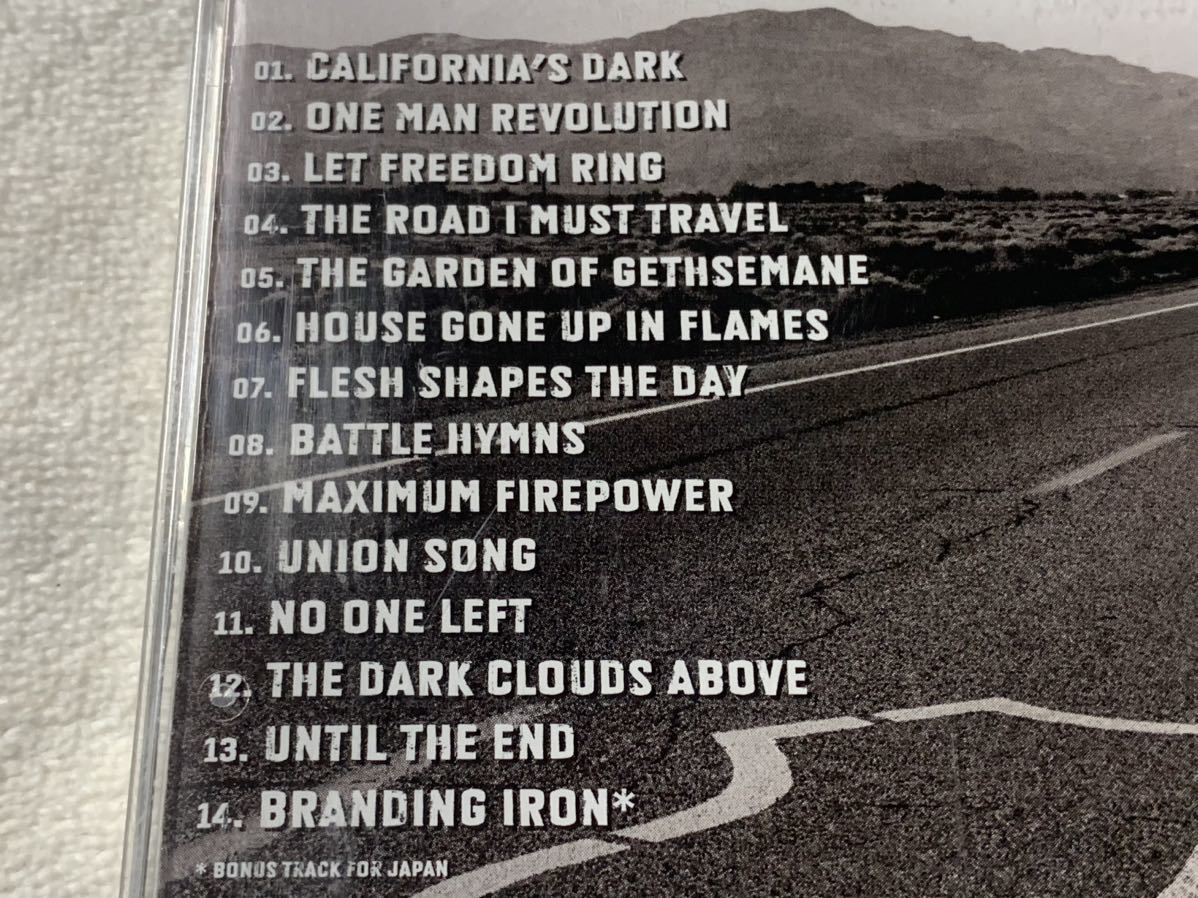 01. CALIFORNIA'S DARK
02. ONE MAN REVOLUTION
03. LET FREEDOM RING
04. THE ROAD I MUST TRAVEL
05. THE GARDEN OF GETHSEMANE
06. HOUSE GONE UP IN FLAMES
07. FLESH SHAPES THE DAY
08. BATTLE HYMNS
09. MAXIMUM FIREPOWER
10. UNION SONG
11. NO ONE LEFT
12. THE DARK CLOUDS ABOVE
13. UNTIL THE END
14. BRANDING IRON*
* BONUS TRACK FOR JAPAN